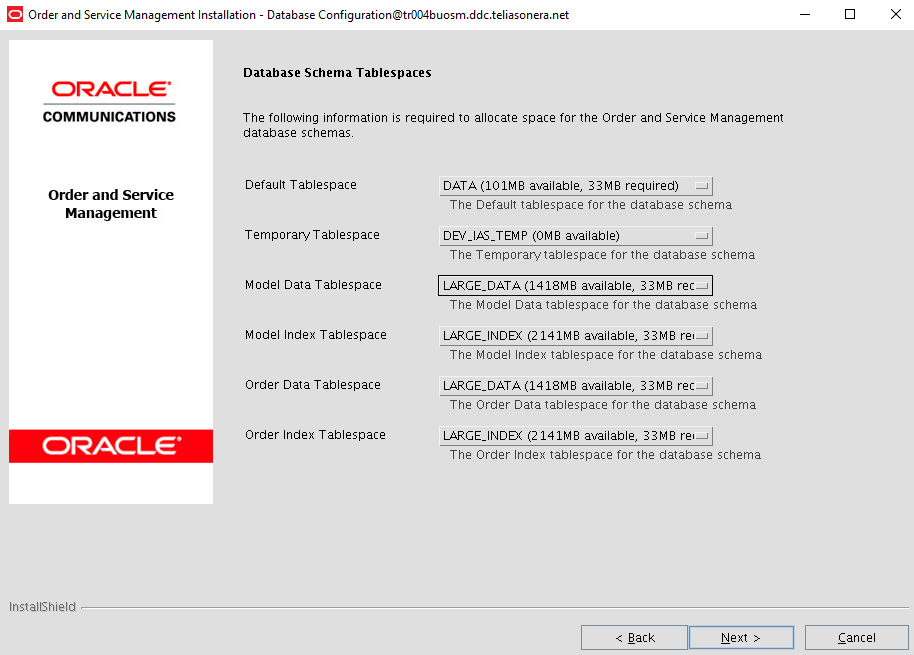 Order and Service Management Installation - Database Configuration@tr004buosm.ddc.teliasonera.net
ORACLE
COMMUNICATIONS
Order and Service
Management
ORACLE
Database Schema Tablespaces
The following information is required to allocate space for the Order and Service Management
database schemas.
Default Tablespace
DATA (101MB available, 33MB required)
The Default tablespace for the database schema
Temporary Tablespace
DEV_IAS_TEMP (0MB available)
The Temporary tablespace for the database schema
Model Data Tablespace
LARGE_DATA (1418MB available, 33MB rec
The Model Data tablespace for the database schema
Model Index Tablespace
LARGE_INDEX (2141MB available, 33MB re
The Model Index tablespace for the database schema
Order Data Tablespace
LARGE_DATA (1418MB available, 33MB rec
The Order Data tablespace for the database schema
Order Index Tablespace
LARGE_INDEX (2141MB available, 33MB re
The Order Index tablespace for the database schema
InstallShield
< Back
Next >
Cancel